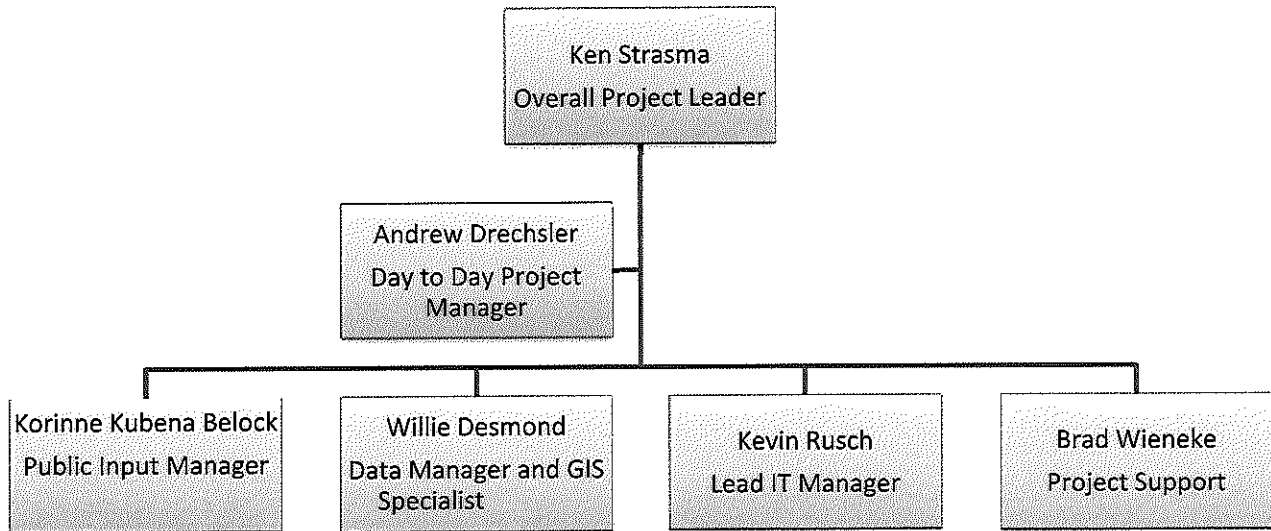 Ken Strasma
Overall Project Leader
Andrew Drechsler
Day to Day Project
Manager
Korinne Kubena Belock
Public Input Manager
Willie Desmond
Data Manager and GIS
Specialist
Kevin Rusch
Lead IT Manager
Brad Wieneke
Project Support